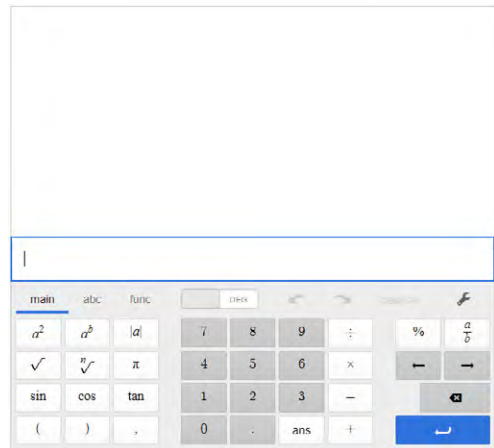 main abc func DEG
a² aᵇ |a| 7 8 9 ÷ % a/b
√ ⁿ√ π 4 5 6 × ← →
sin cos tan 1 2 3 −
( ) , 0 . ans +